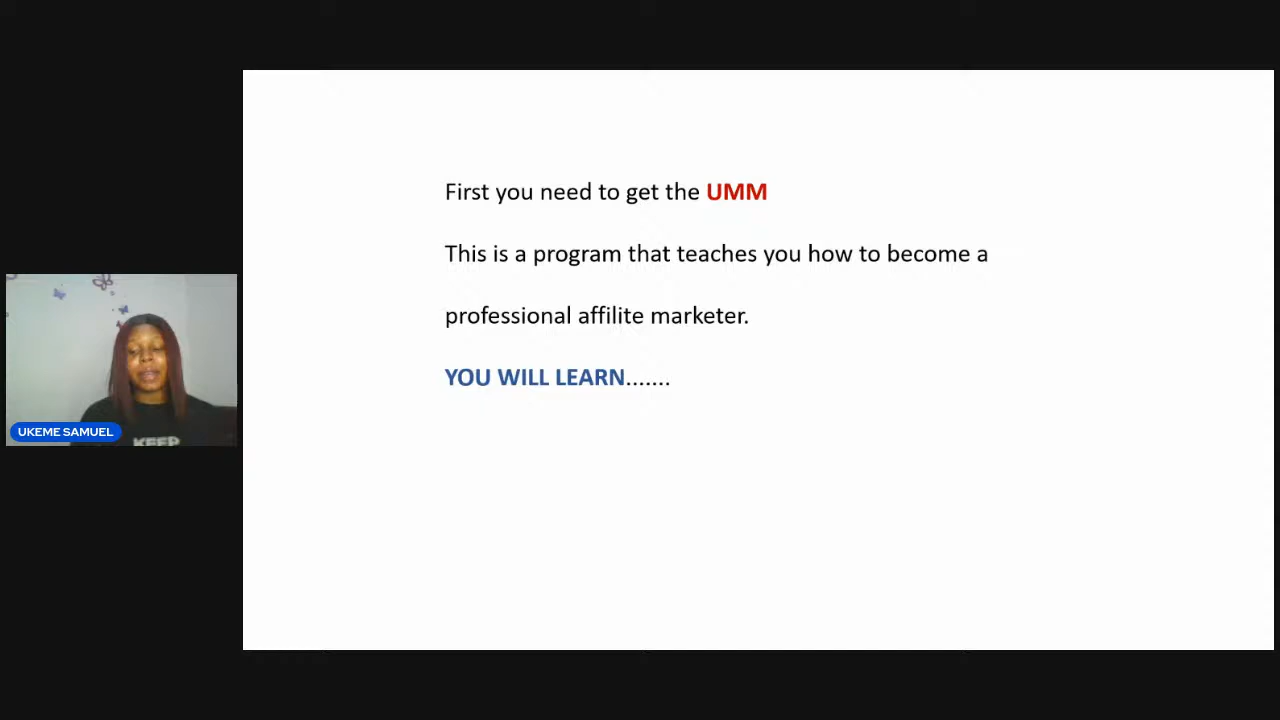 First you need to get the UMM
This is a program that teaches you how to become a
professional affilite marketer.
YOU WILL LEARN.......
UKEME SAMUEL
KEEP